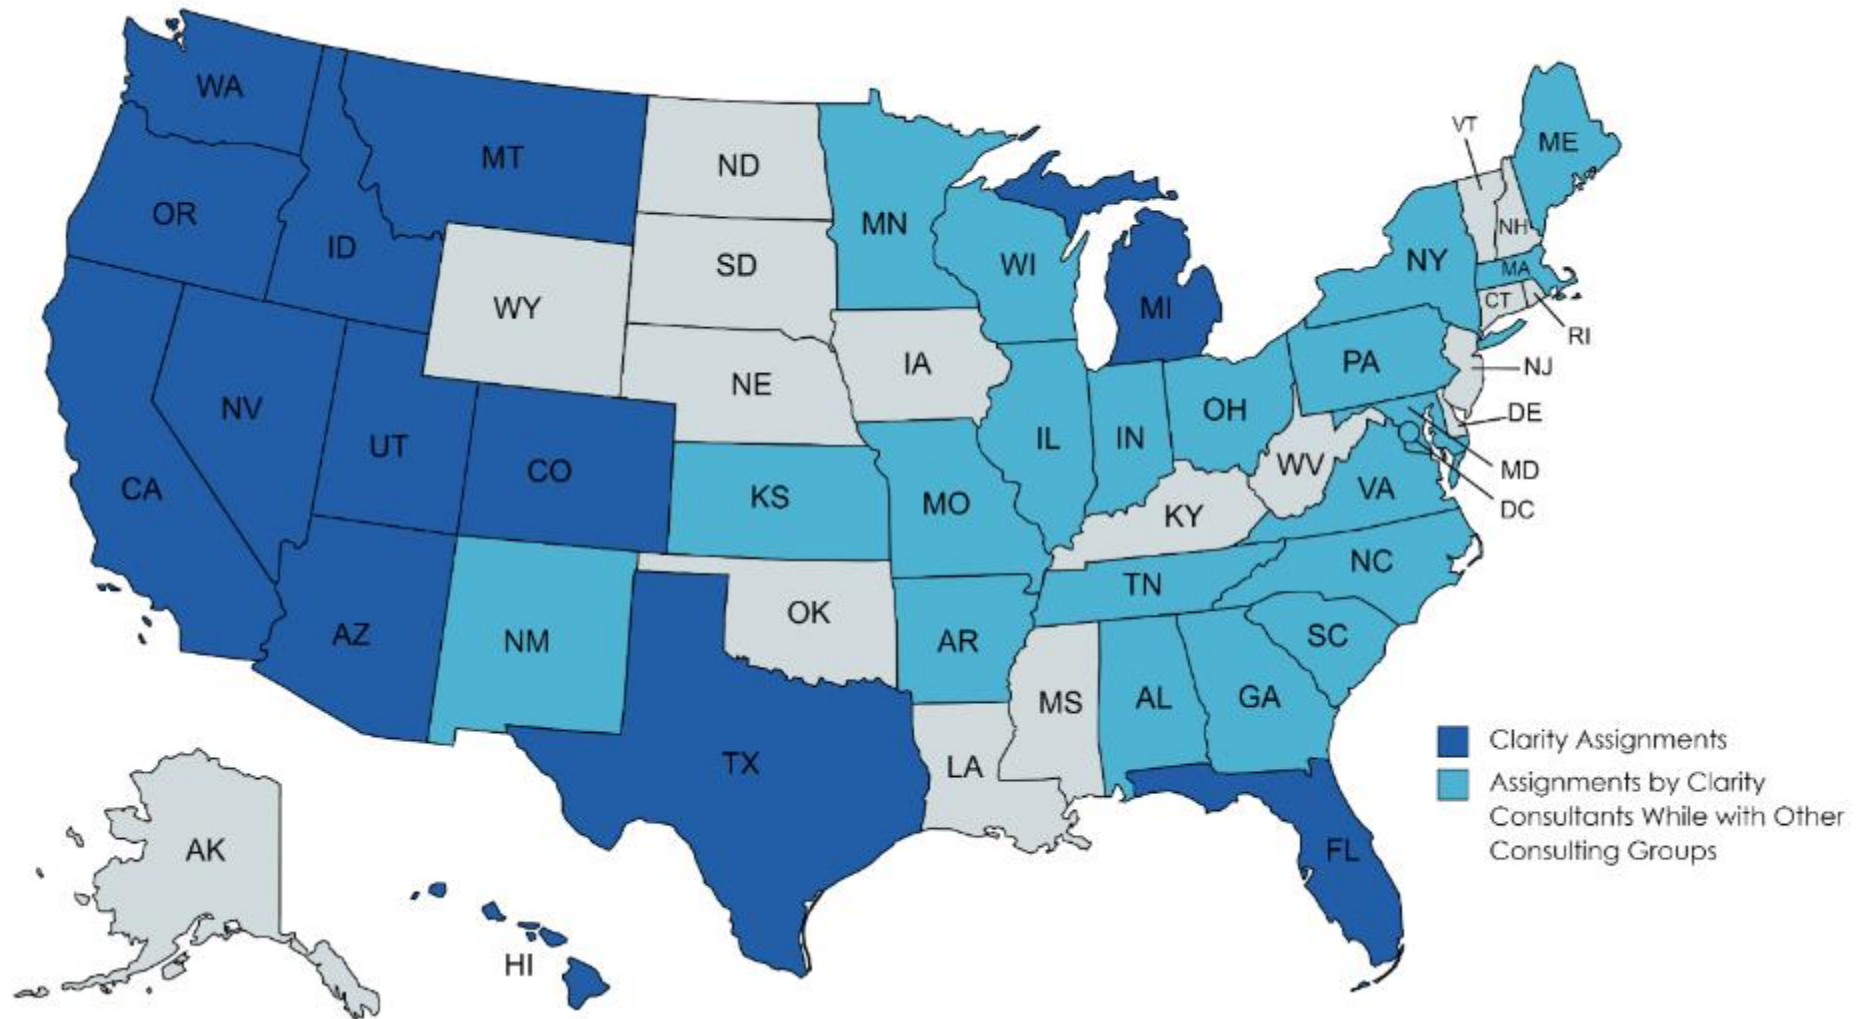 WA
MT
ND
MN
VT
ME
OR
ID
SD
WI
MI
NY
NH
MA
WY
CT
RI
NE
IA
PA
NJ
NV
UT
CO
IL
IN
OH
DE
CA
KS
MO
WV
VA
MD
KY
DC
OK
TN
NC
AZ
NM
AR
SC
MS
AL
GA
TX
LA
FL
AK
HI
Clarity Assignments
Assignments by Clarity
Consultants While with Other
Consulting Groups